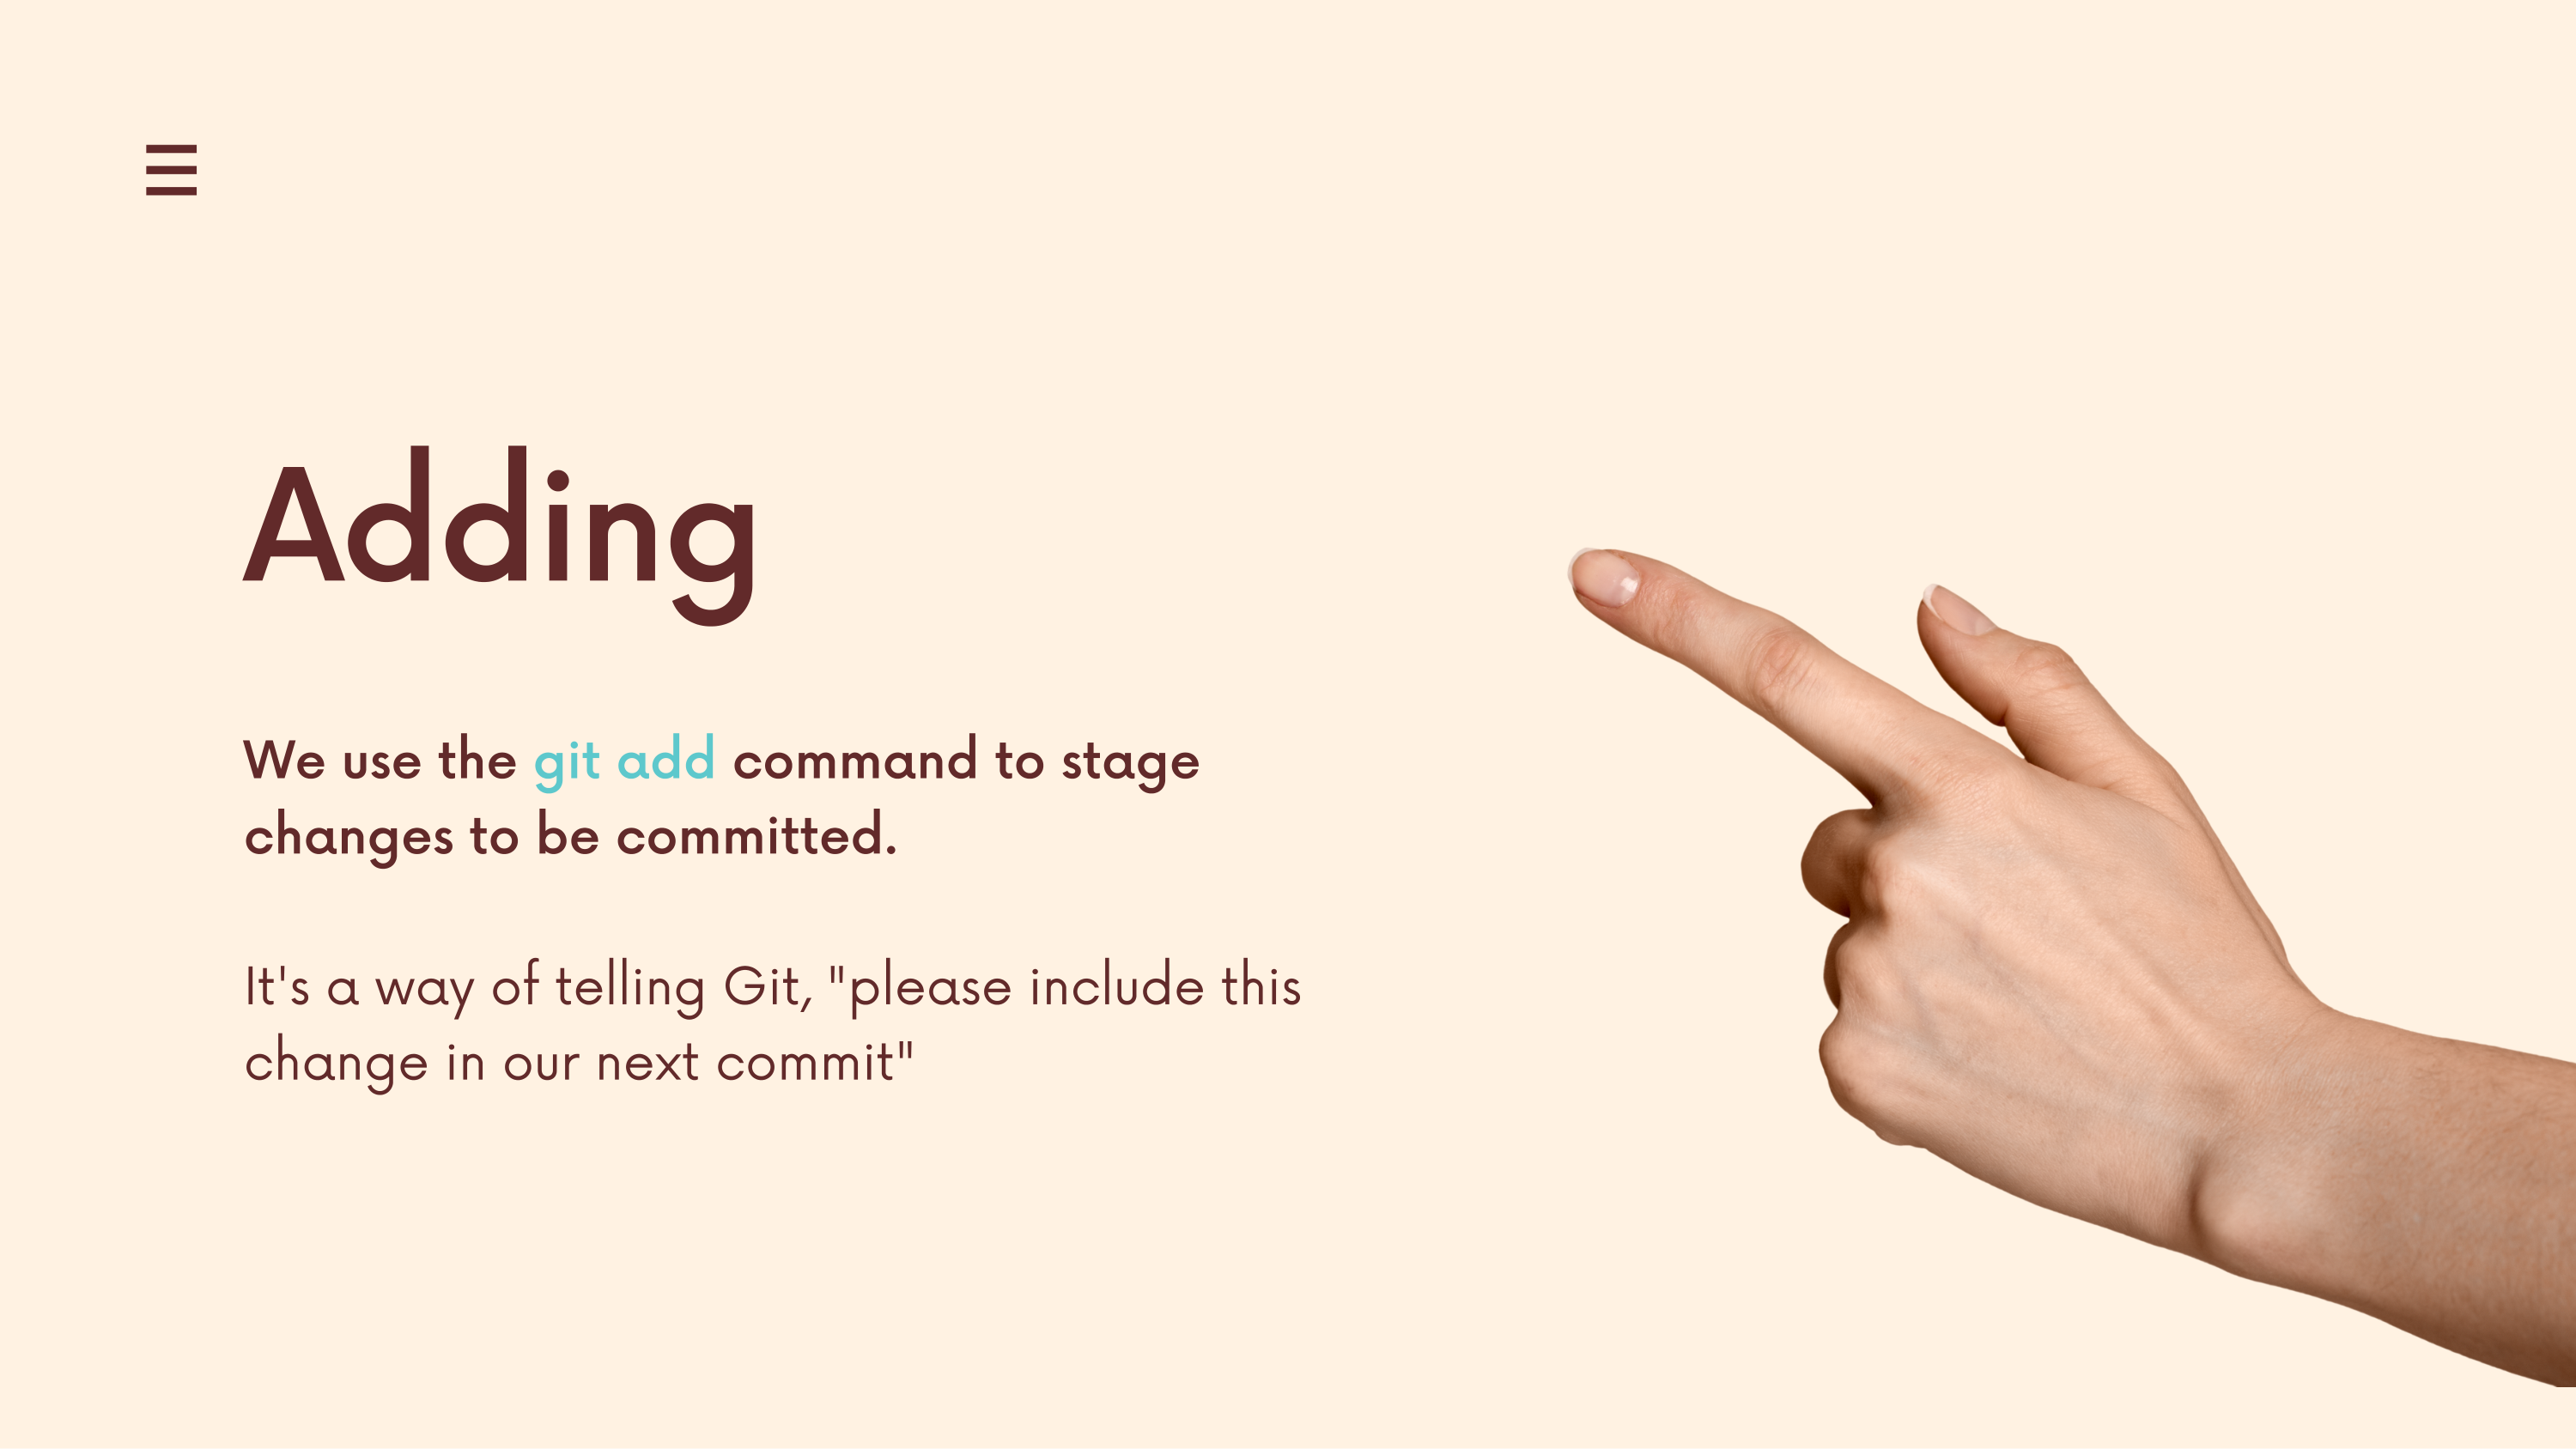 Adding
We use the git add command to stage
changes to be committed.
It's a way of telling Git, "please include this
change in our next commit"